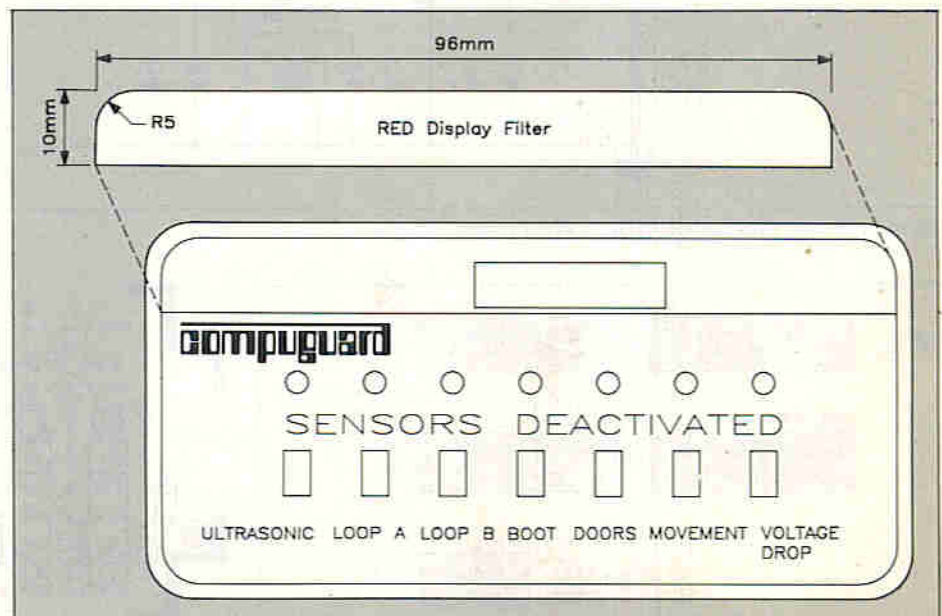 96mm
10mm
R5
RED Display Filter
compuguard
SENSORS DEACTIVATED
ULTRASONIC LOOP A LOOP B BOOT DOORS MOVEMENT VOLTAGE DROP